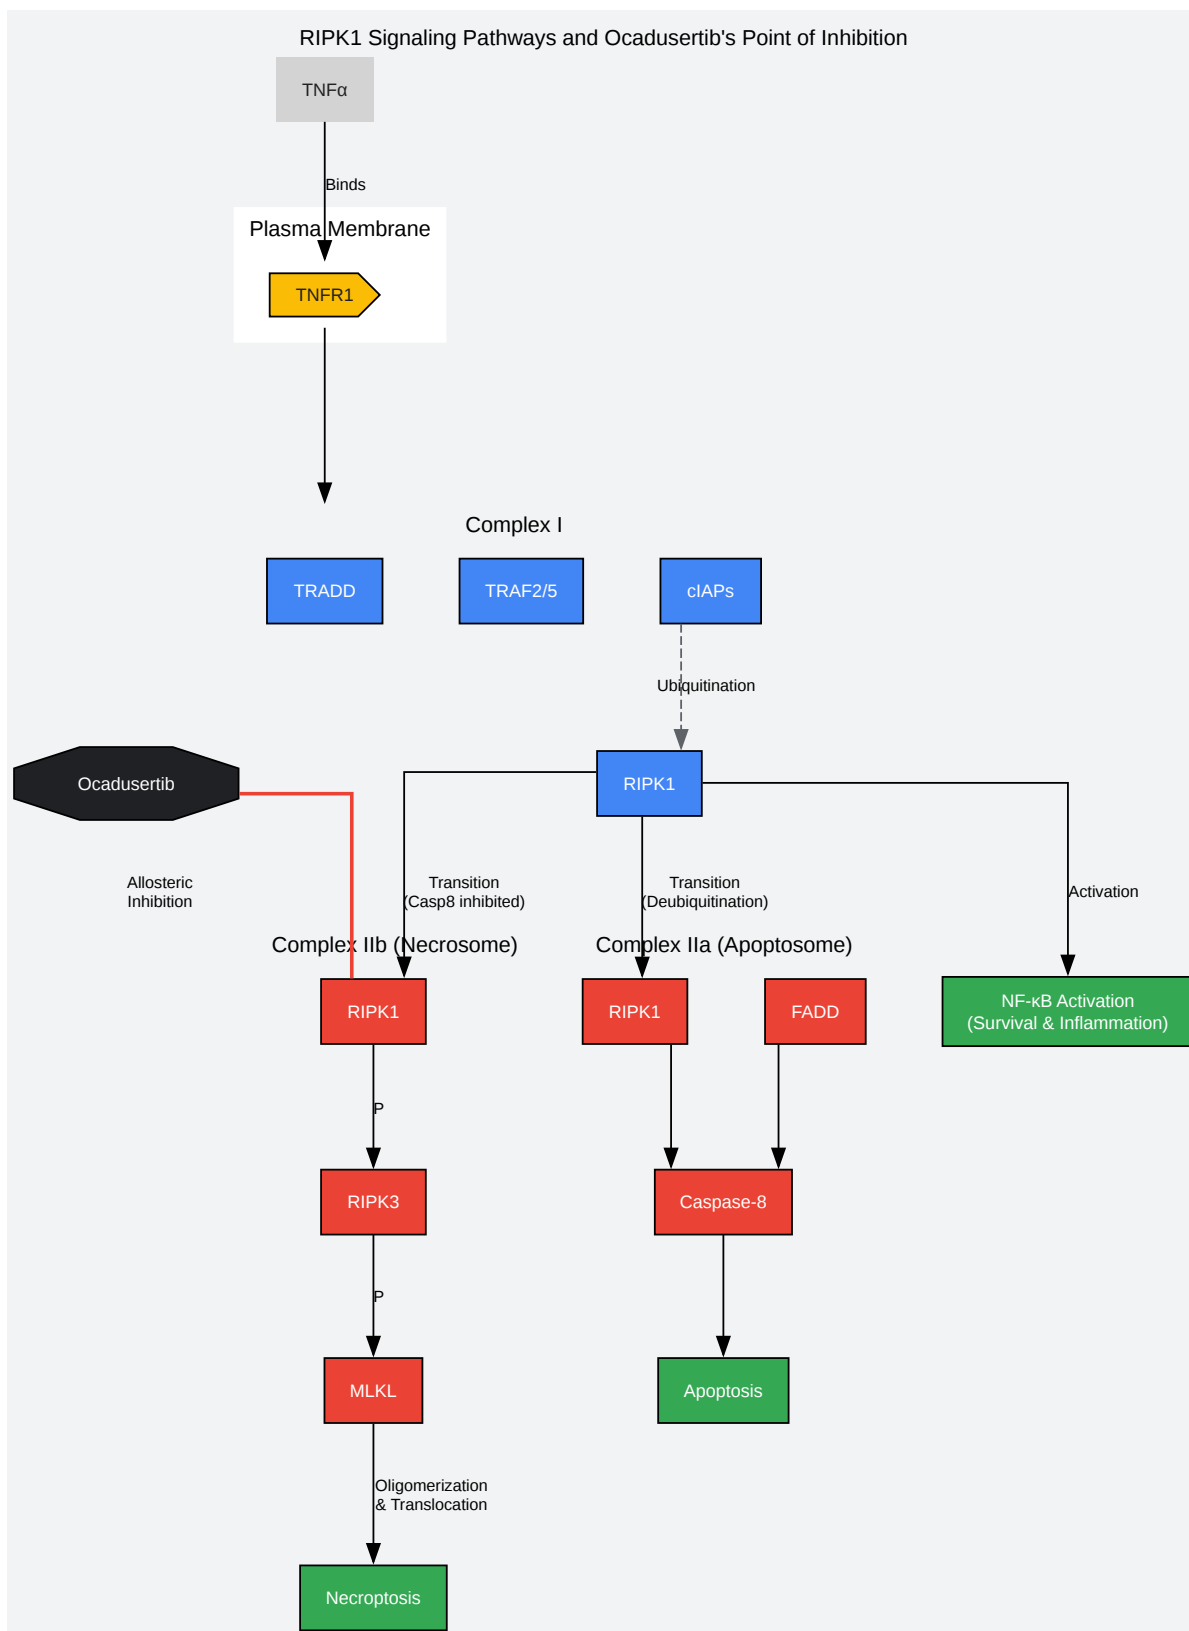 RIPK1 Signaling Pathways and Ocadusertib's Point of Inhibition
TNFα
Binds
Plasma Membrane
TNFR1
Complex I
TRADD
TRAF2/5
cIAPs
Ubiquitination
Ocadusertib
RIPK1
Allosteric
Inhibition
Transition
(Casp8 inhibited)
Transition
(Deubiquitination)
Activation
Complex IIb (Necrosome)
Complex IIa (Apoptosome)
RIPK1
RIPK1
FADD
NF-κB Activation
(Survival & Inflammation)
P
RIPK3
Caspase-8
P
MLKL
Apoptosis
Oligomerization
& Translocation
Necroptosis